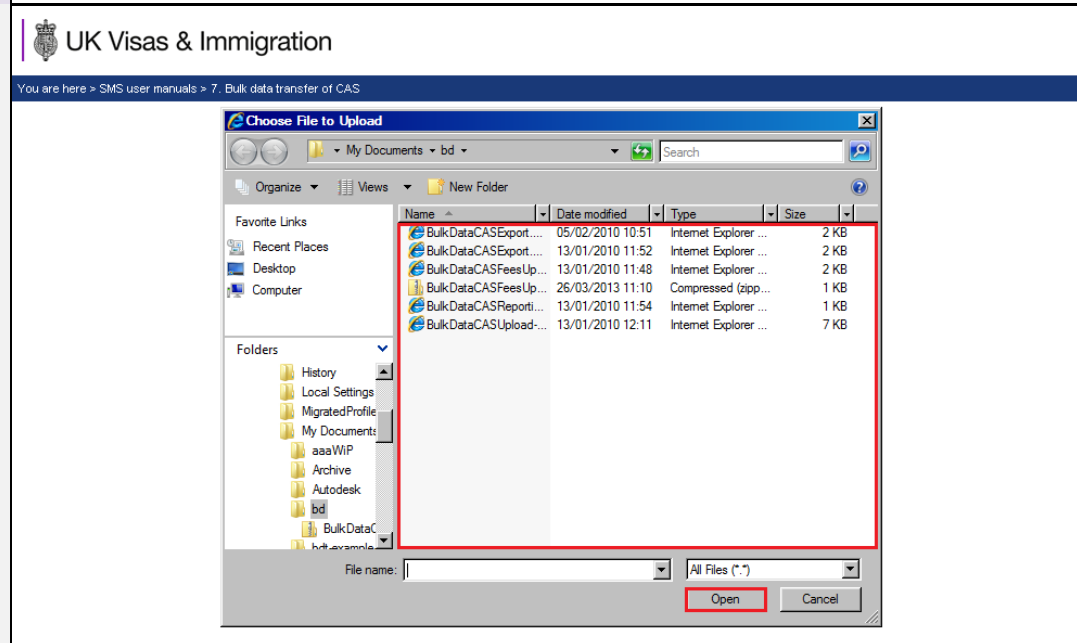 UK Visas & Immigration
You are here > SMS user manuals > 7. Bulk data transfer of CAS
Choose File to Upload
My Documents bd Search
Organize Views New Folder
Favorite Links
Recent Places
Desktop
Computer
Name Date modified Type Size
BulkDataCASExport.... 05/02/2010 10:51 Internet Explorer ... 2 KB
BulkDataCASExport.... 13/01/2010 11:52 Internet Explorer ... 2 KB
BulkDataCASFeesUp... 13/01/2010 11:48 Internet Explorer ... 2 KB
BulkDataCASFeesUp... 26/03/2013 11:10 Compressed (zipp... 1 KB
BulkDataCASReporti... 13/01/2010 11:54 Internet Explorer ... 1 KB
BulkDataCASUpload-... 13/01/2010 12:11 Internet Explorer ... 7 KB
Folders
History
Local Settings
MigratedProfile
My Documents
aaaWiP
Archive
Autodesk
bd
BulkDataC
bdt-example
File name: All Files (*.*)
Open Cancel